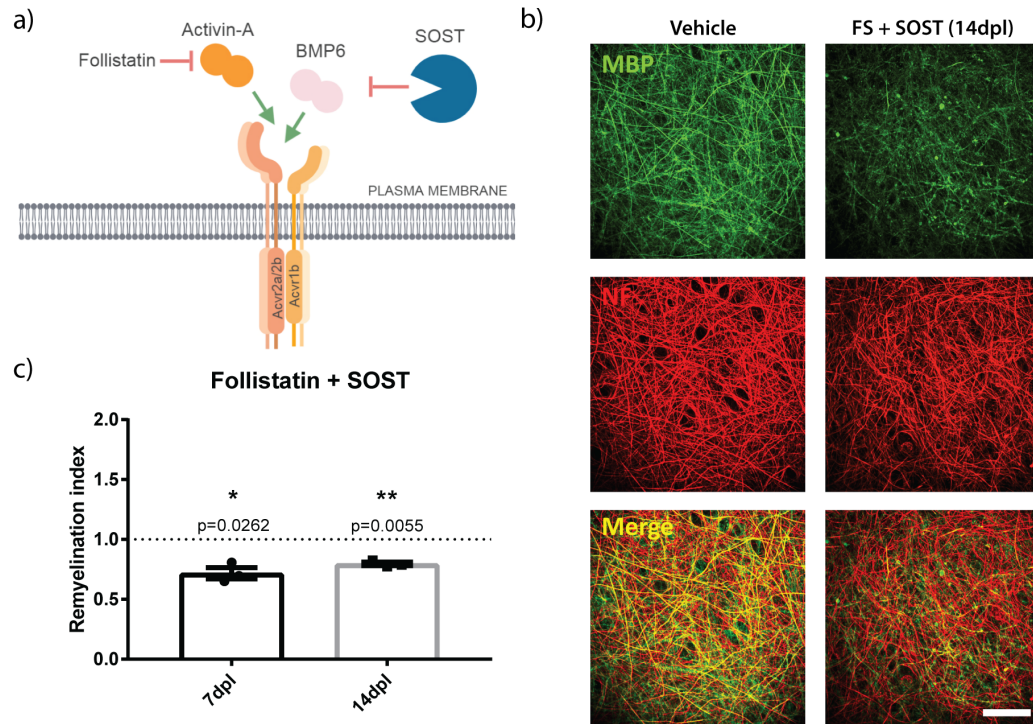 a)
Activin-A
Follistatin
BMP6
SOST
PLASMA MEMBRANE
Acvr2a/2b
Acvr1b
b)
Vehicle
FS + SOST (14dpl)
MBP
NF
Merge
c)
Follistatin + SOST
Remyelination index
2.0
1.5
1.0
0.5
0.0
*
p=0.0262
**
p=0.0055
7dpl
14dpl